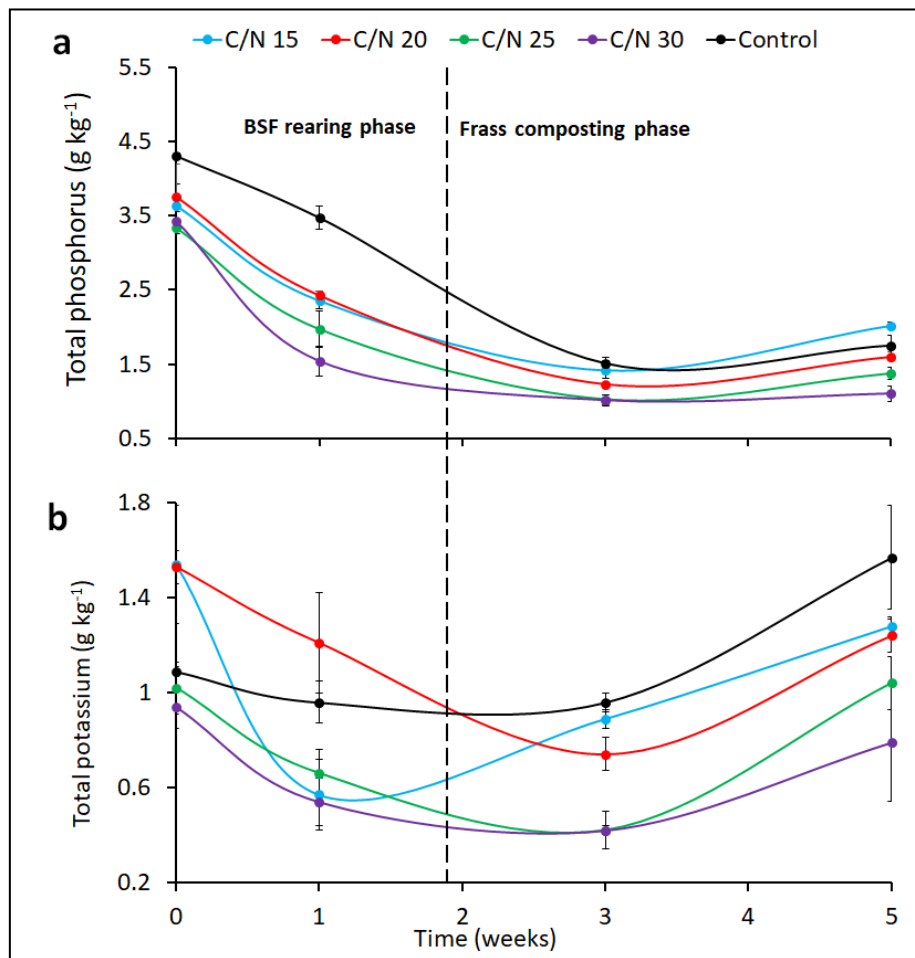 a
C/N 15 C/N 20 C/N 25 C/N 30 Control
5.5
4.5
3.5
2.5
1.5
0.5
Total phosphorus (g kg⁻¹)
BSF rearing phase Frass composting phase
b
1.8
1.4
1
0.6
0.2
Total potassium (g kg⁻¹)
0 1 2 3 4 5
Time (weeks)